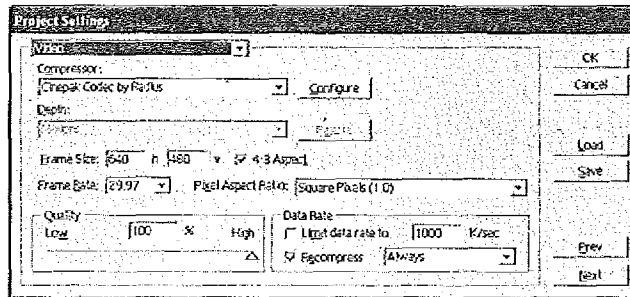 Project Settings
Video
OK
Compressor:
Cinepak Codec by Radius
Configure
Cancel
Depth:
Load
Frame Size: 640 h 480 v 4:3 Aspect
Save
Frame Rate: 29.97 Pixel Aspect Ratio: Square Pixels (1.0)
Quality
Data Rate
Low 100 % High
Limit data rate to 1000 K/sec
Recompress Always
Prev
Next